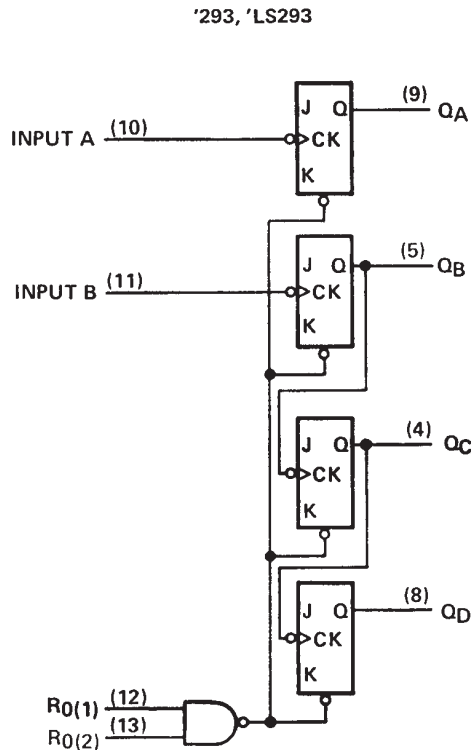 '293, 'LS293
J Q (9) QA
INPUT A (10) CK
K
J Q (5) QB
INPUT B (11) CK
K
J Q (4) QC
CK
K
J Q (8) QD
CK
K
R0(1) (12)
R0(2) (13)